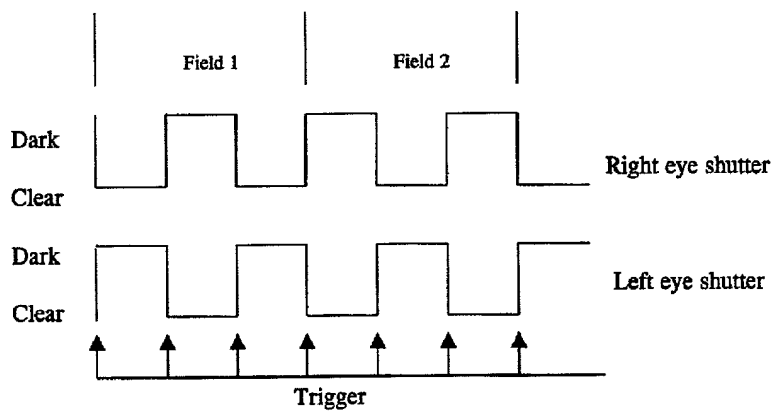 Field 1 Field 2
Dark
Right eye shutter
Clear
Dark
Left eye shutter
Clear
Trigger